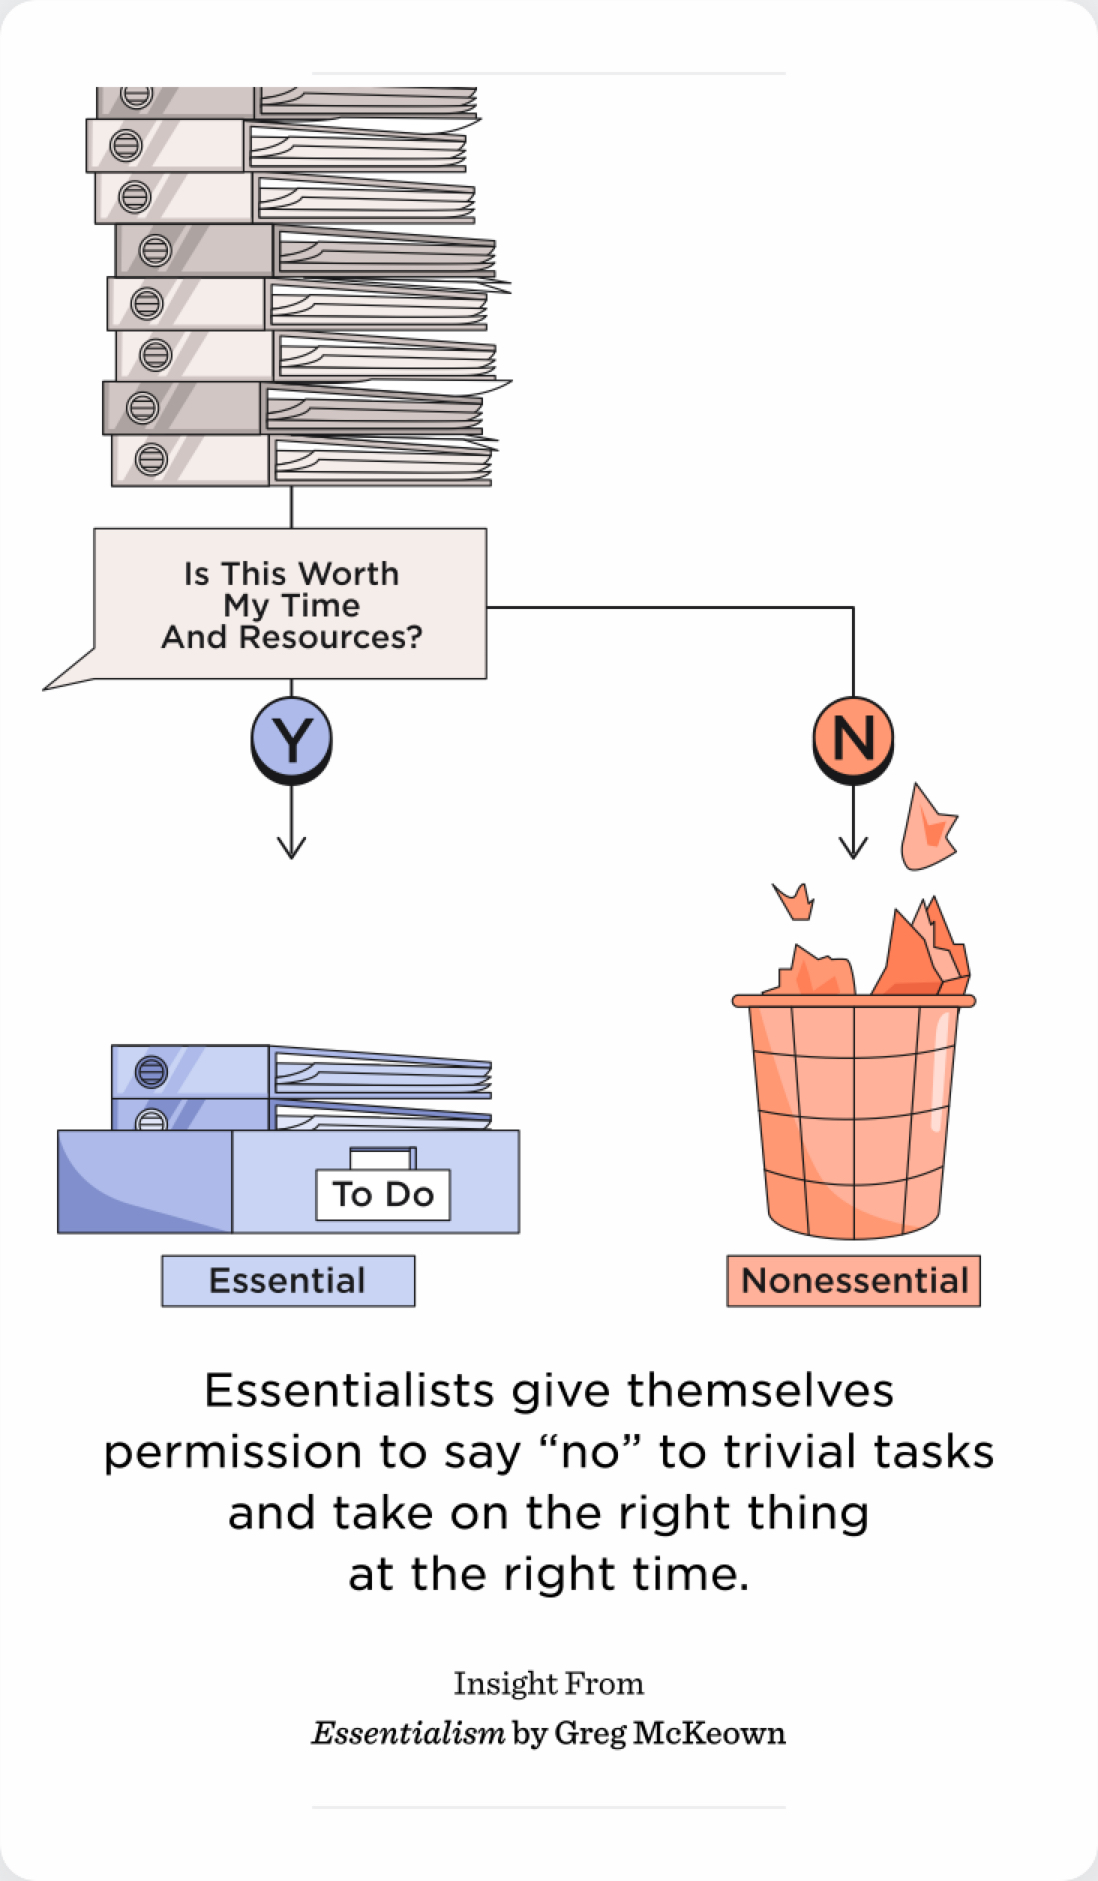 Is This Worth
My Time
And Resources?
Y
N
To Do
Essential
Nonessential
Essentialists give themselves
permission to say “no” to trivial tasks
and take on the right thing
at the right time.
Insight From
Essentialism by Greg McKeown